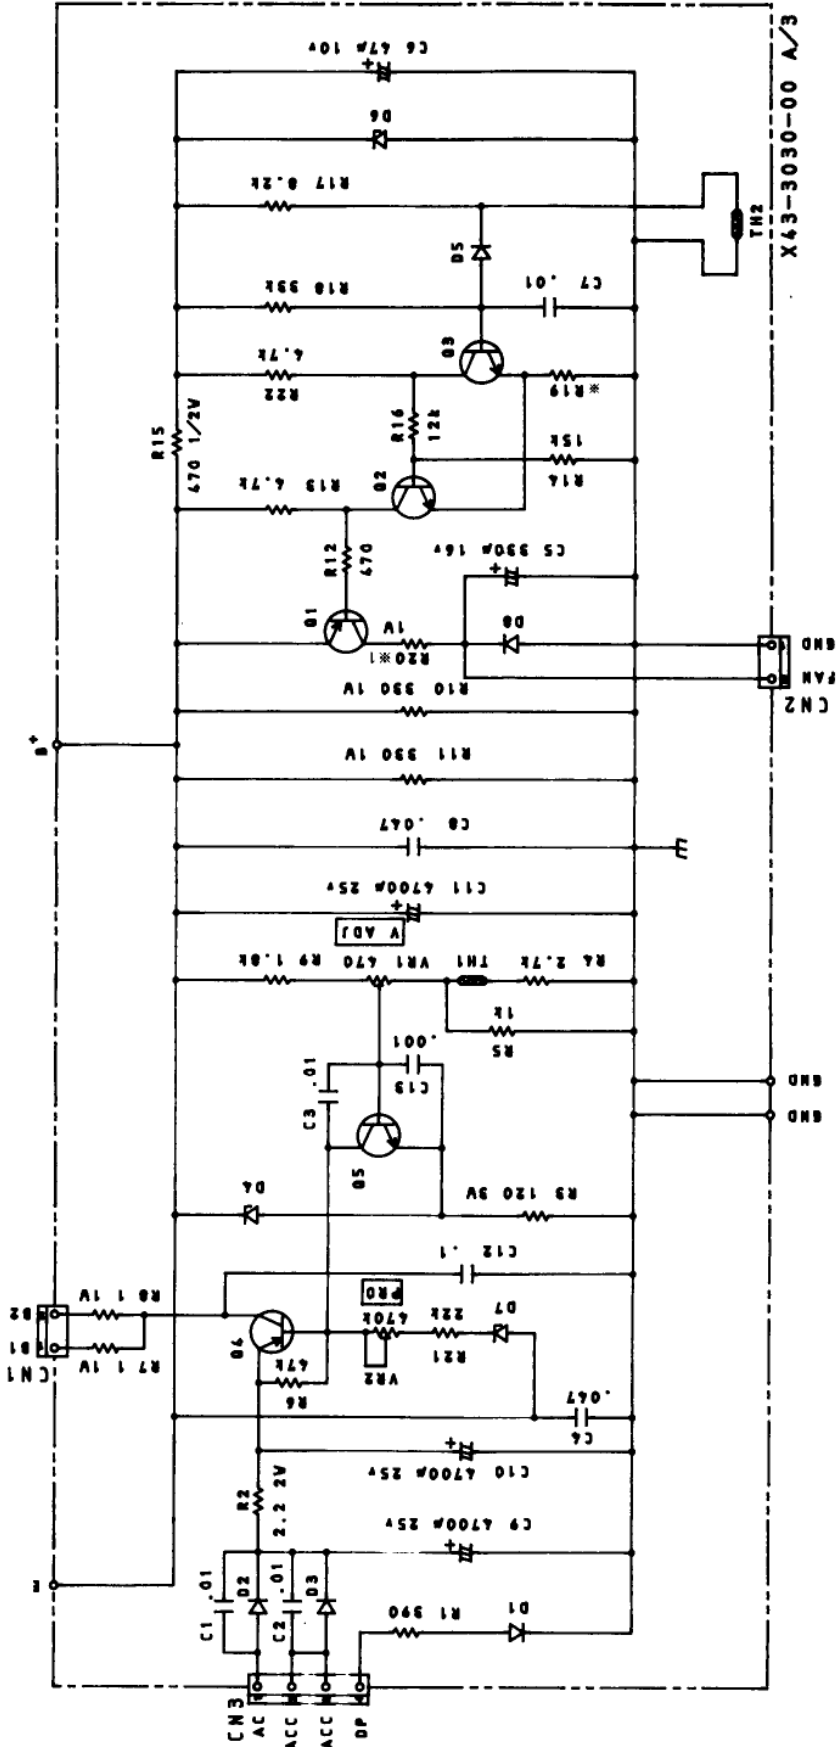 X43-3030-00 A/3
C6 47μ 10v
D6
R17 8.2k
TH2
D5
R18 33k
C7 .01
Q3
4.7k
R22
R19※
R15
470 1/2W
R16
12k
15k
R14
Q2
R13 4.7k
R12
470
C5 330μ 16v
Q1
1W
R20※1
D8
GND
FAN
CN2
R10 330 1W
B+
R11 330 1W
C8 .047
C11 4700μ 25v
V ADJ
R9 1.8k
VR1 470
TH1
R4 2.7k
1k
R5
C3 .01
.001
C13
GND
GND
Q5
D4
R3 120 3W
C12 .1
B2
B1
CN1
R8 1 1W
R7 1 1W
Q4
PRO
470k
VR2
22k
R21
D7
47k
R6
.047
C4
R2
2.2 2W
C10 4700μ 25v
C9 4700μ 25v
C1 .01
D2
C2 .01
D3
R1 390
D1
CN3
AC
ACC
ACC
DP